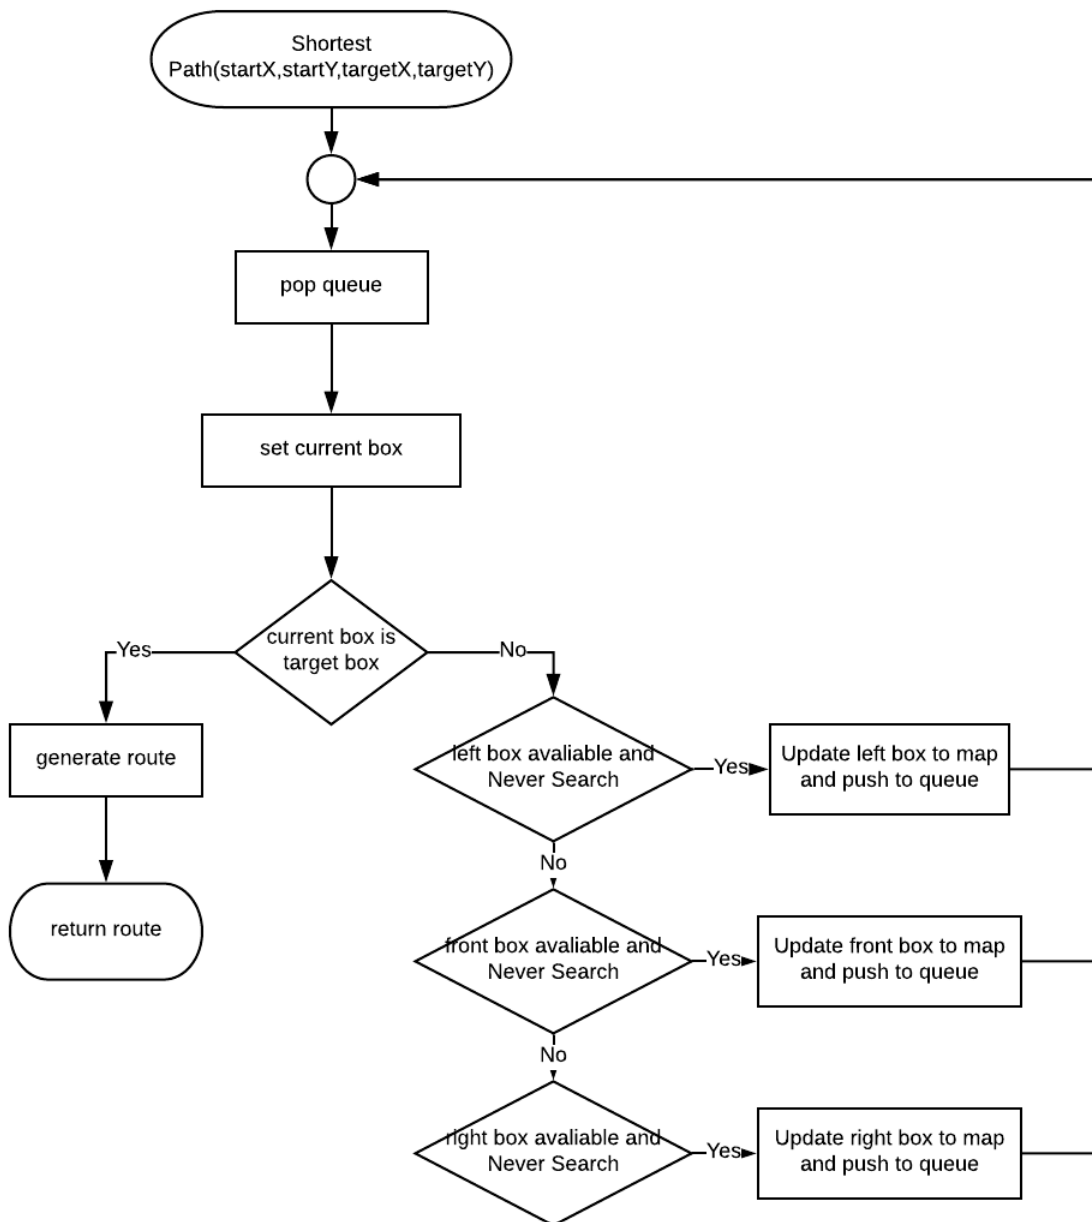 Shortest
Path(startX,startY,targetX,targetY)
pop queue
set current box
current box is
target box
Yes
No
generate route
return route
left box avaliable and
Never Search
Yes
Update left box to map
and push to queue
No
front box avaliable and
Never Search
Yes
Update front box to map
and push to queue
No
right box avaliable and
Never Search
Yes
Update right box to map
and push to queue